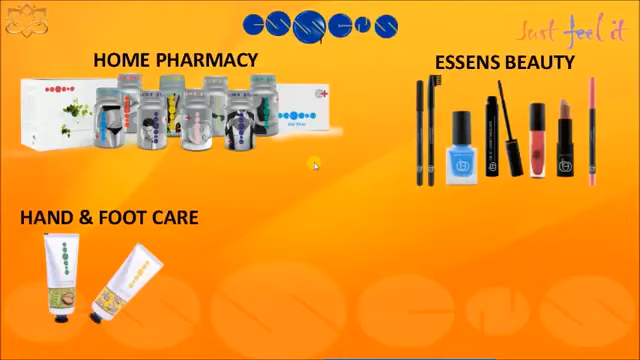 essens
Just feel it
HOME PHARMACY
ESSENS BEAUTY
HAND & FOOT CARE